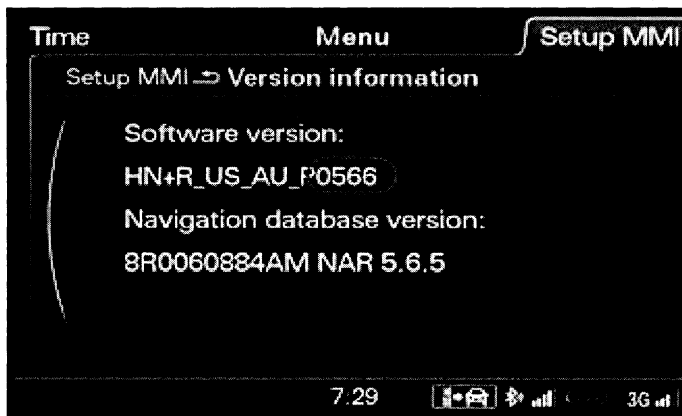 Time Menu Setup MMI
Setup MMI Version information
Software version:
HN+R_US_AU_P0566
Navigation database version:
8R0060884AM NAR 5.6.5
7:29 3G